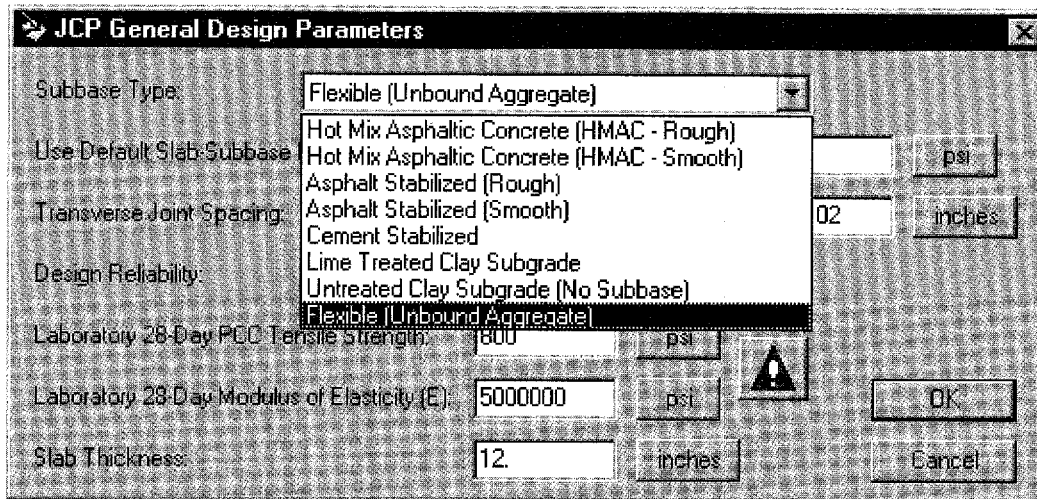 JCP General Design Parameters
Subbase Type: Flexible (Unbound Aggregate)
Hot Mix Asphaltic Concrete (HMAC - Rough)
Hot Mix Asphaltic Concrete (HMAC - Smooth)
Asphalt Stabilized (Rough)
Asphalt Stabilized (Smooth)
Cement Stabilized
Lime Treated Clay Subgrade
Untreated Clay Subgrade (No Subbase)
Flexible (Unbound Aggregate)
Use Default Slab-Subbase psi
Transverse Joint Spacing: 02 inches
Design Reliability:
Laboratory 28-Day PCC Tensile Strength: 800 psi
Laboratory 28-Day Modulus of Elasticity (E): 5000000 psi
OK
Slab Thickness: 12. inches
Cancel